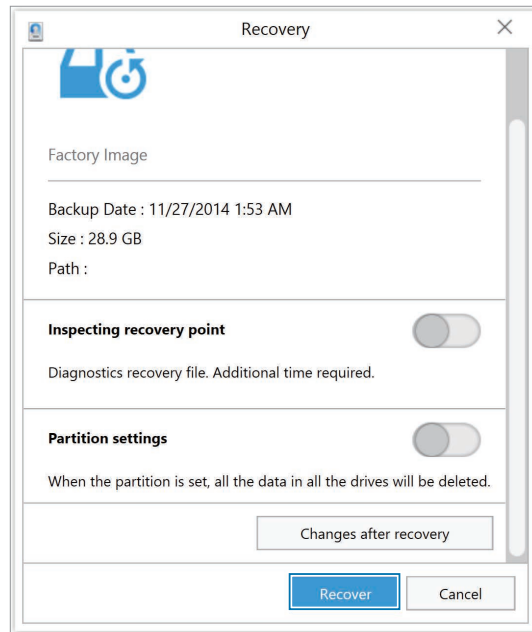 Recovery
Factory Image
Backup Date : 11/27/2014 1:53 AM
Size : 28.9 GB
Path :
Inspecting recovery point
Diagnostics recovery file. Additional time required.
Partition settings
When the partition is set, all the data in all the drives will be deleted.
Changes after recovery
Recover
Cancel